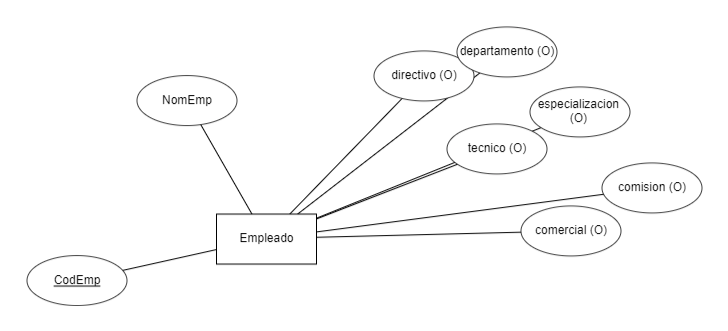 departamento (O)
directivo (O)
NomEmp
especializacion
(O)
tecnico (O)
comision (O)
comercial (O)
Empleado
CodEmp